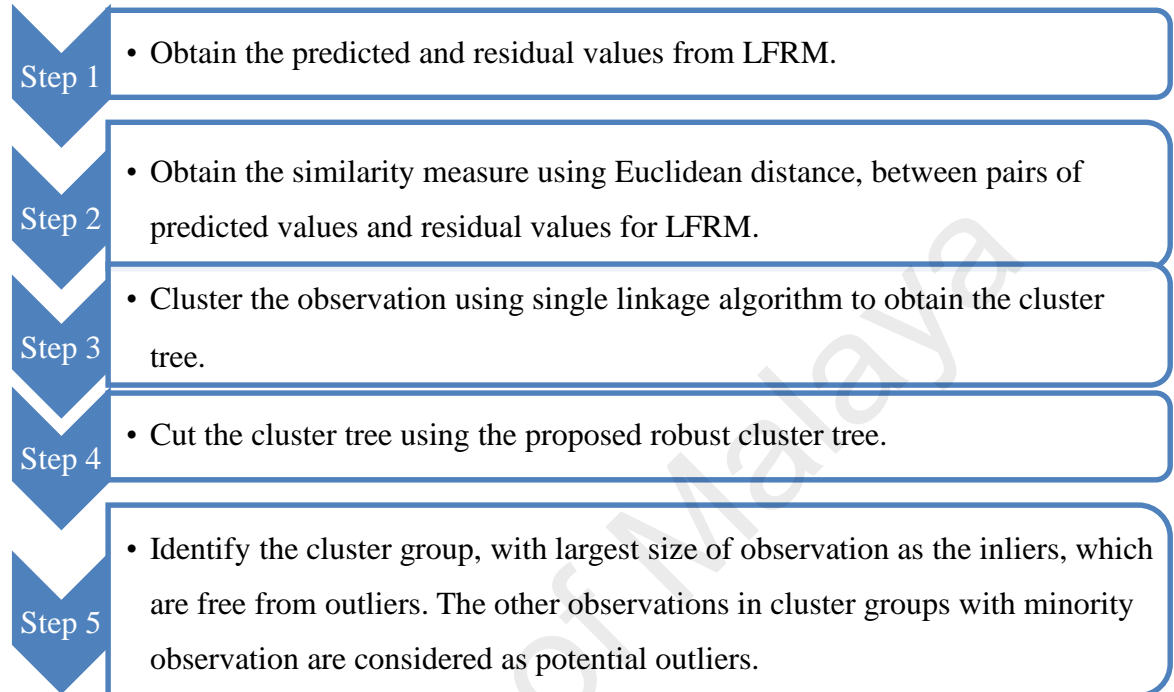 Step 1
• Obtain the predicted and residual values from LFRM.
Step 2
• Obtain the similarity measure using Euclidean distance, between pairs of
predicted values and residual values for LFRM.
Step 3
• Cluster the observation using single linkage algorithm to obtain the cluster
tree.
Step 4
• Cut the cluster tree using the proposed robust cluster tree.
Step 5
• Identify the cluster group, with largest size of observation as the inliers, which
are free from outliers. The other observations in cluster groups with minority
observation are considered as potential outliers.
of Malaya